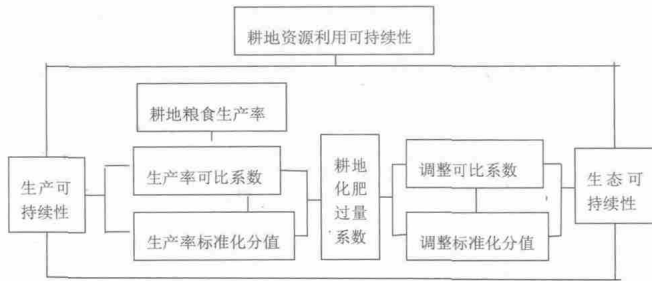 耕地资源利用可持续性
耕地粮食生产率
生产可
持续性
生产率可比系数
生产率标准化分值
耕地
化肥
过量
系数
调整可比系数
调整标准化分值
生态可
持续性